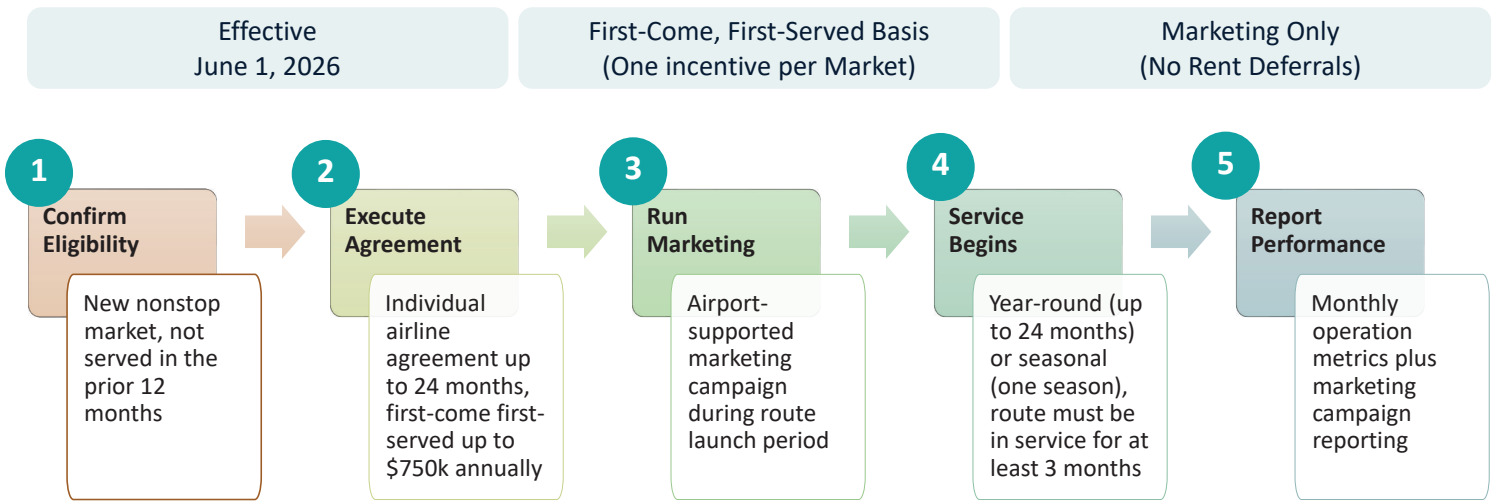 Effective
June 1, 2026
First-Come, First-Served Basis
(One incentive per Market)
Marketing Only
(No Rent Deferrals)
1
Confirm
Eligibility
New nonstop
market, not
served in the
prior 12
months
2
Execute
Agreement
Individual
airline
agreement up
to 24 months,
first-come first-
served up to
$750k annually
3
Run
Marketing
Airport-
supported
marketing
campaign
during route
launch period
4
Service
Begins
Year-round (up
to 24 months)
or seasonal
(one season),
route must be
in service for at
least 3 months
5
Report
Performance
Monthly
operation
metrics plus
marketing
campaign
reporting